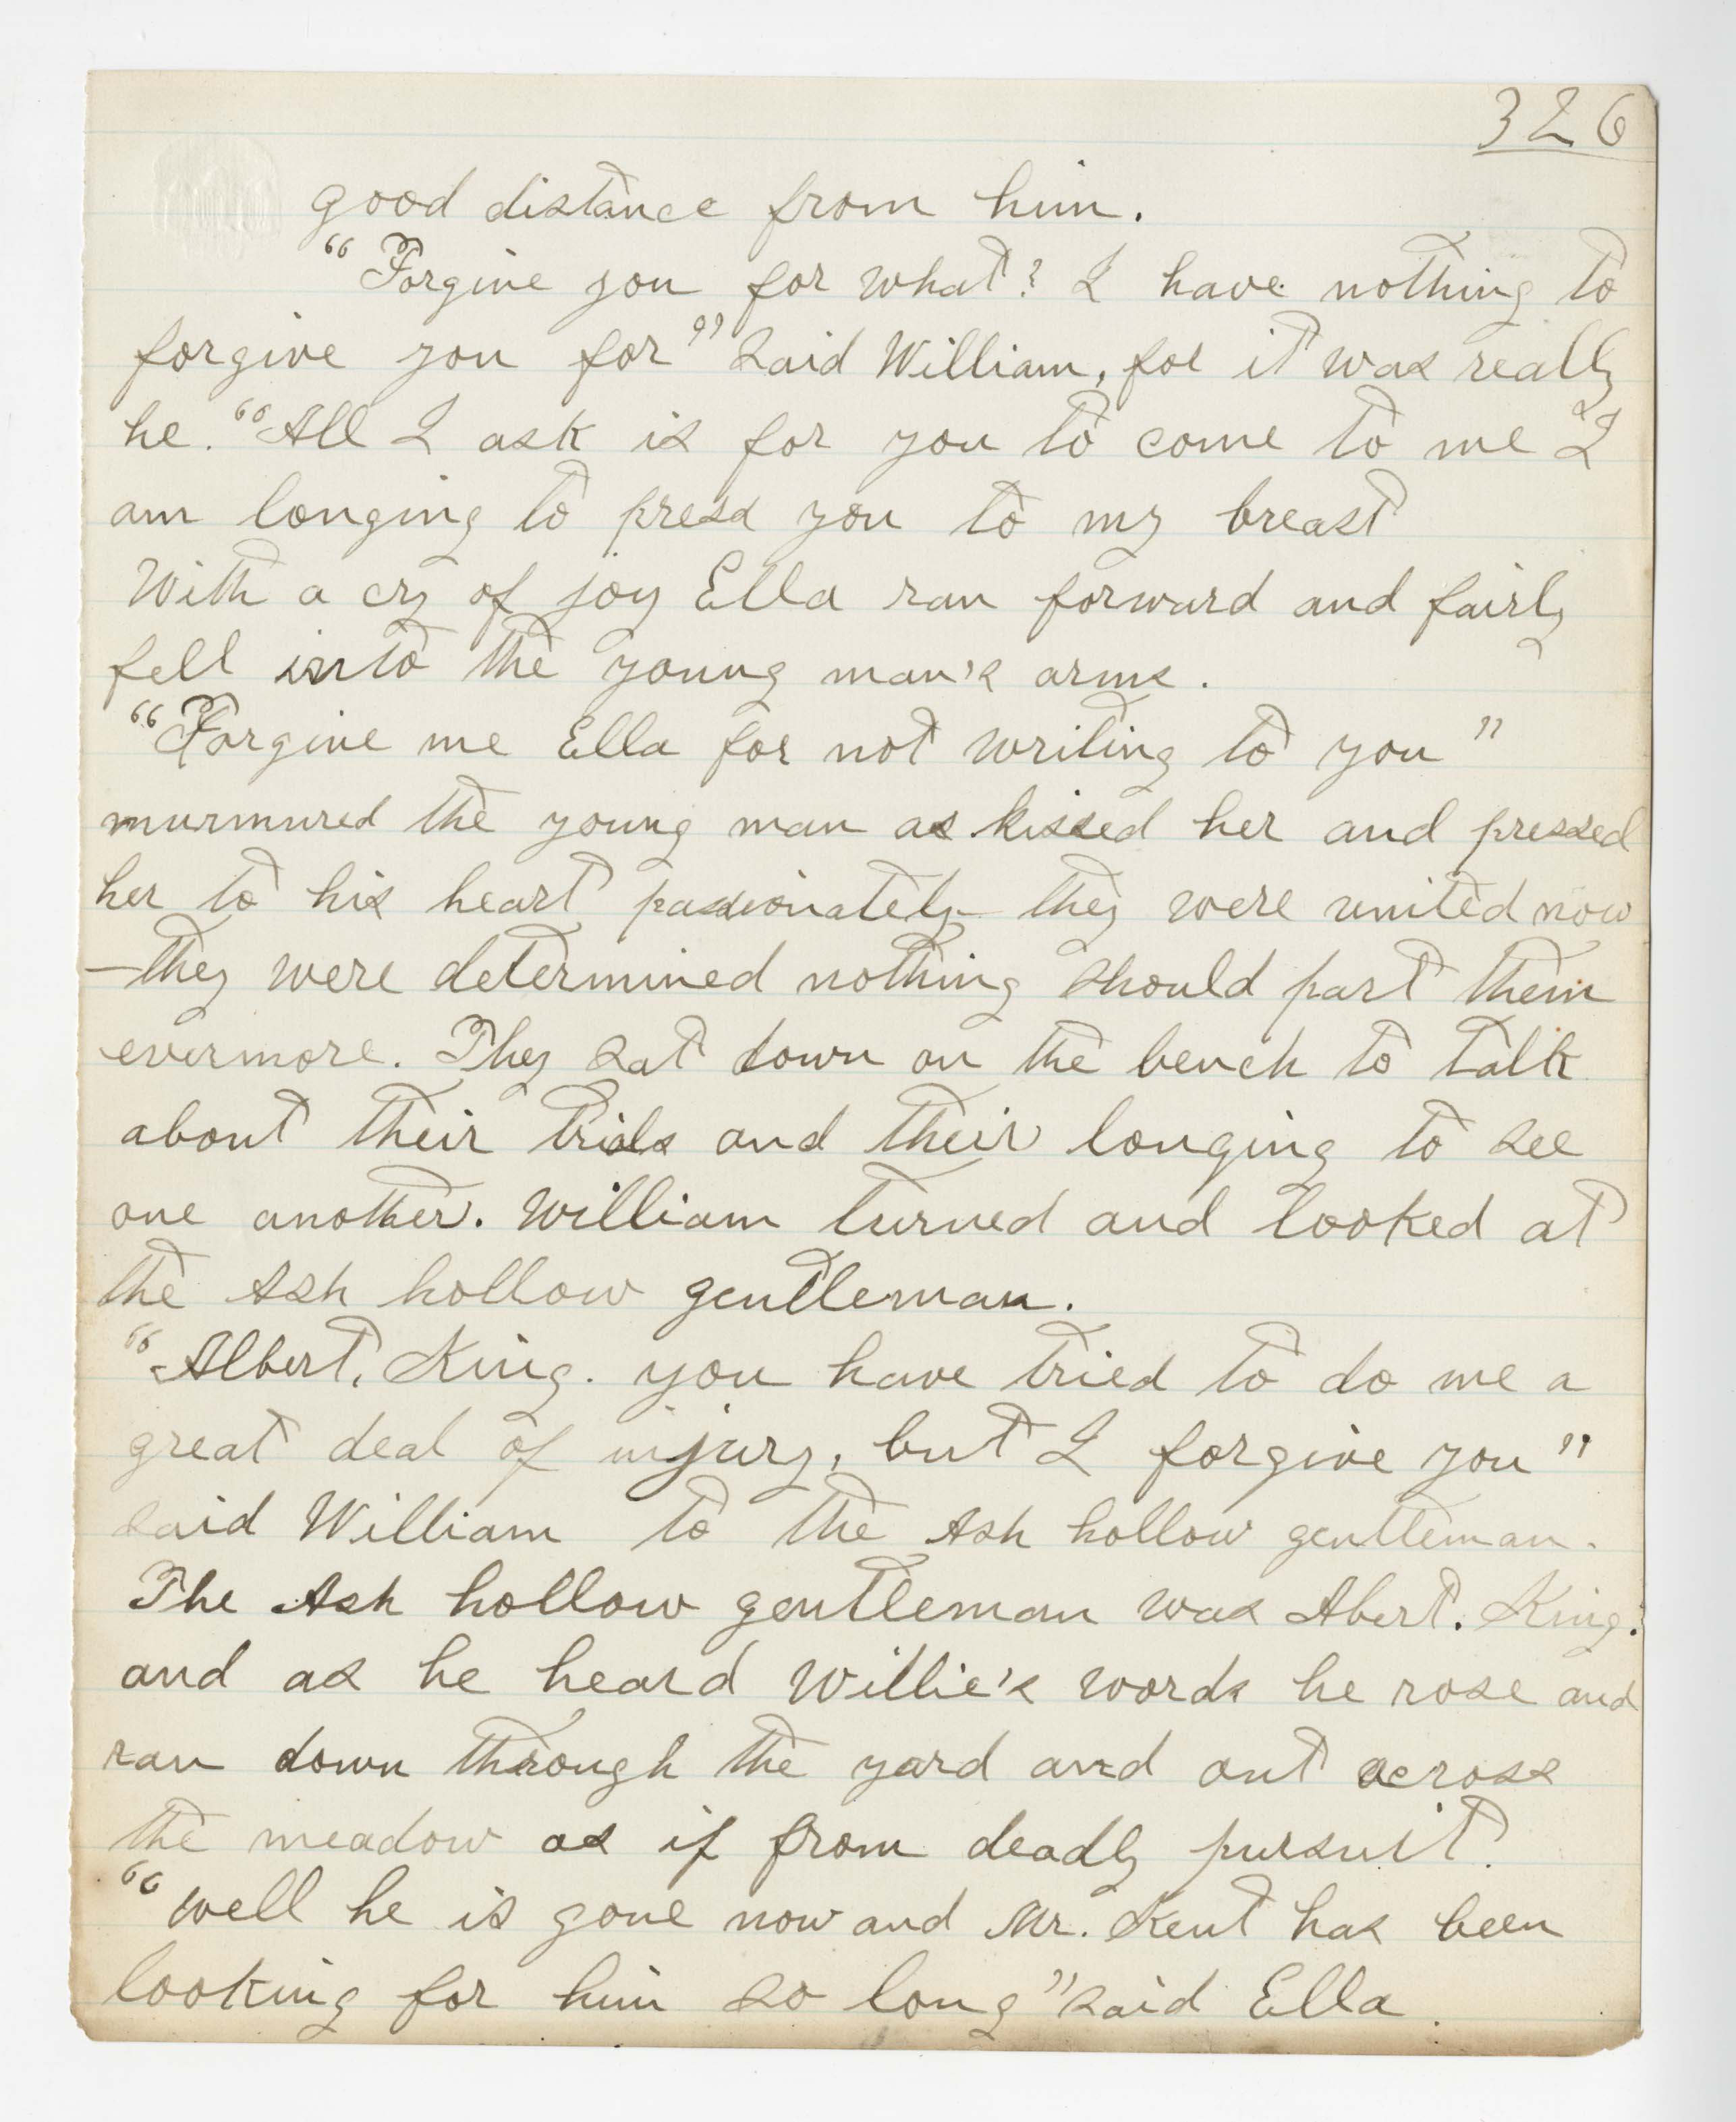 326
good distance from him.
"Forgive you for what? I have nothing to
forgive you for" said William, for it was really
he. "All I ask is for you to come to me I
am longing to press you to my breast
With a cry of joy Ella ran forward and fairly
fell into the young man's arms.
"Forgive me Ella for not writing to you"
murmured the young man as kissed her and pressed
her to his heart passionately they were united now
—they were determined nothing should part them
evermore. They sat down on the bench to talk
about their trials and their longing to see
one another. William turned and looked at
the Ash hollow gentleman.
"Albert. King. you have tried to do me a
great deal of injury, but I forgive you"
said William to the Ash hollow gentleman.
The Ash hollow gentleman was Abert. King.
and as he heard Willie's words he rose and
ran down through the yard and out across
the meadow as if from deadly pursuit.
"well he is gone now and Mr. Kent has been
looking for him so long" said Ella.